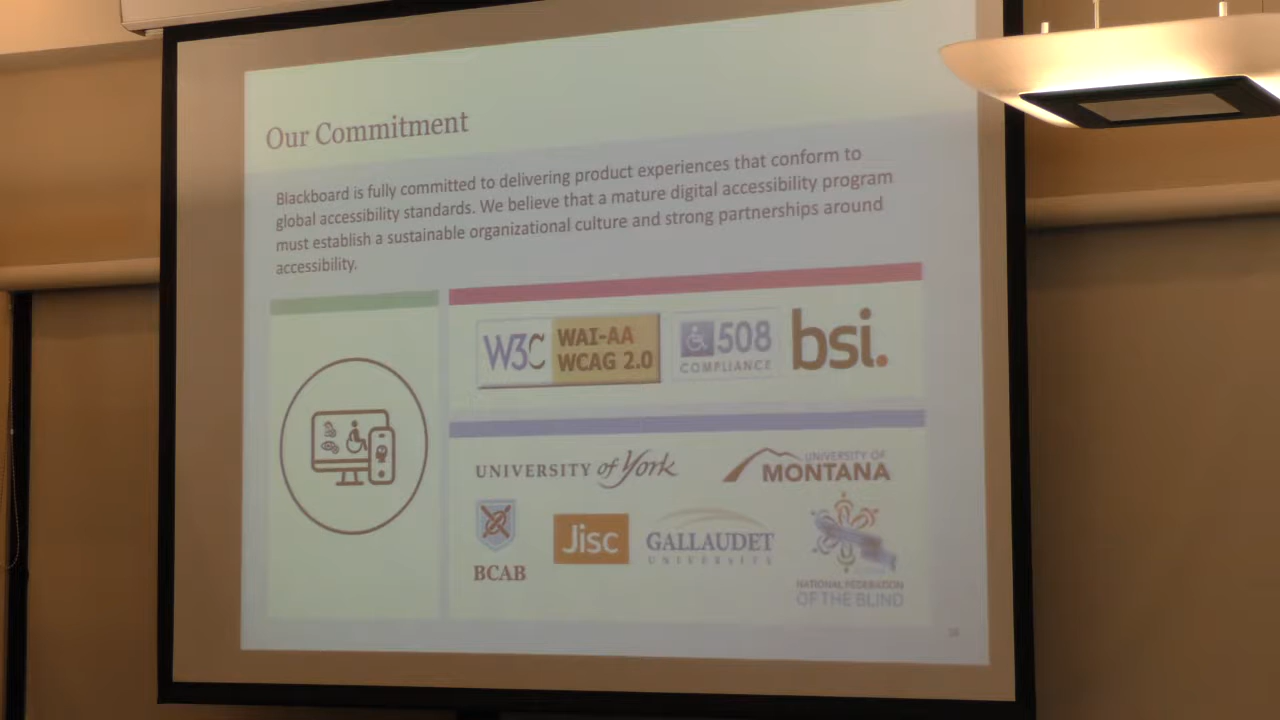 Our Commitment
Blackboard is fully committed to delivering product experiences that conform to
global accessibility standards. We believe that a mature digital accessibility program
must establish a sustainable organizational culture and strong partnerships around
accessibility.
W3C WAI-AA
WCAG 2.0
508
COMPLIANCE
bsi.
UNIVERSITY of York
UNIVERSITY OF
MONTANA
BCAB
Jisc
GALLAUDET
UNIVERSITY
NATIONAL FEDERATION
OF THE BLIND